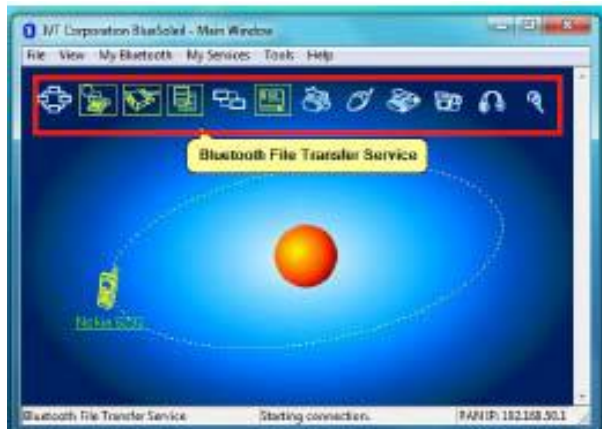 IVT Corporation BlueSoleil - Main Window
File View My Bluetooth My Services Tools Help
Bluetooth File Transfer Service
Bluetooth File Transfer Service
Starting connection.
PAN IP: 192.168.50.1